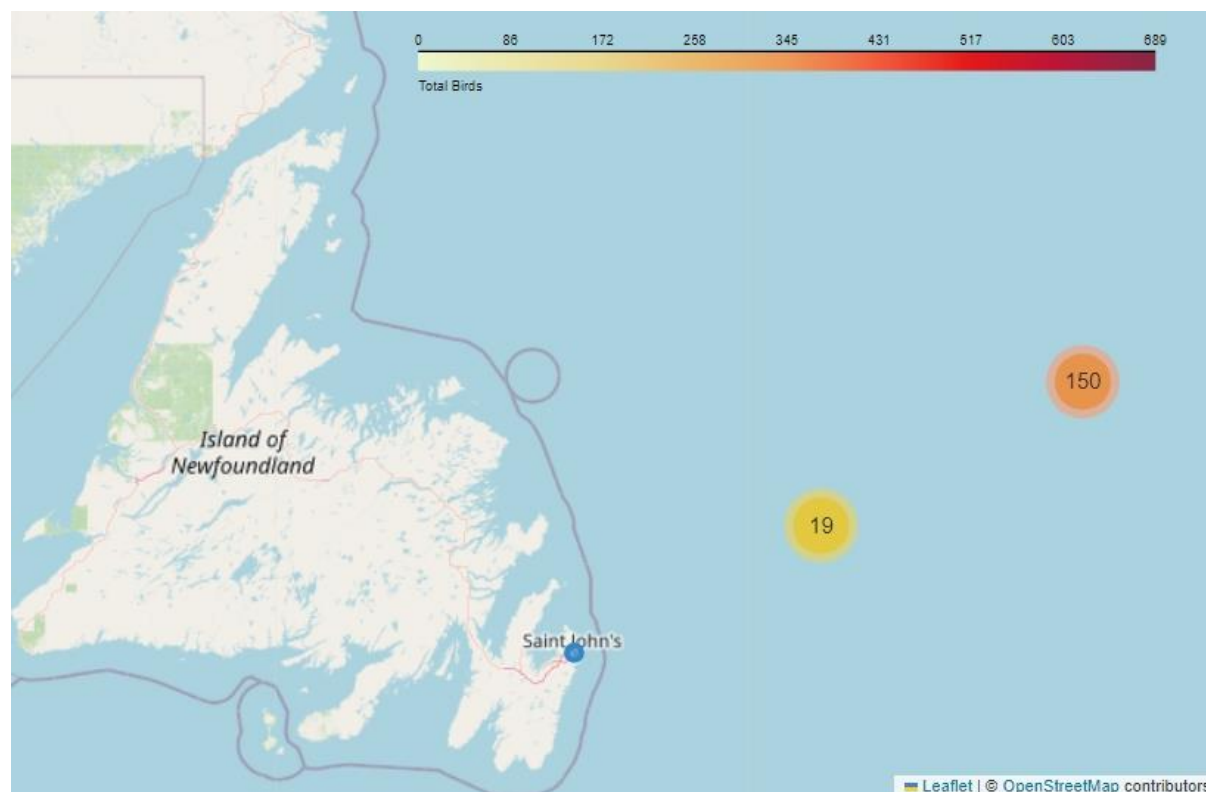 0 86 172 258 345 431 517 603 689
Total Birds
150
Island of
Newfoundland
19
Saint John's
Leaflet | © OpenStreetMap contributors